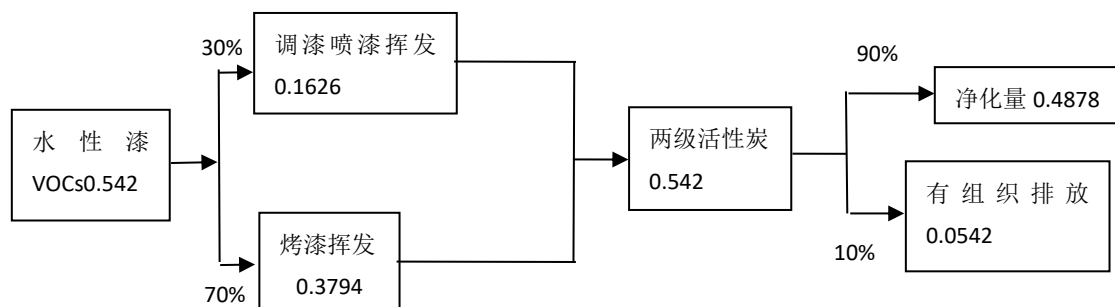 水性漆
VOCs0.542
30%
调漆喷漆挥发
0.1626
70%
烤漆挥发
0.3794
两级活性炭
0.542
90%
净化量 0.4878
10%
有组织排放
0.0542